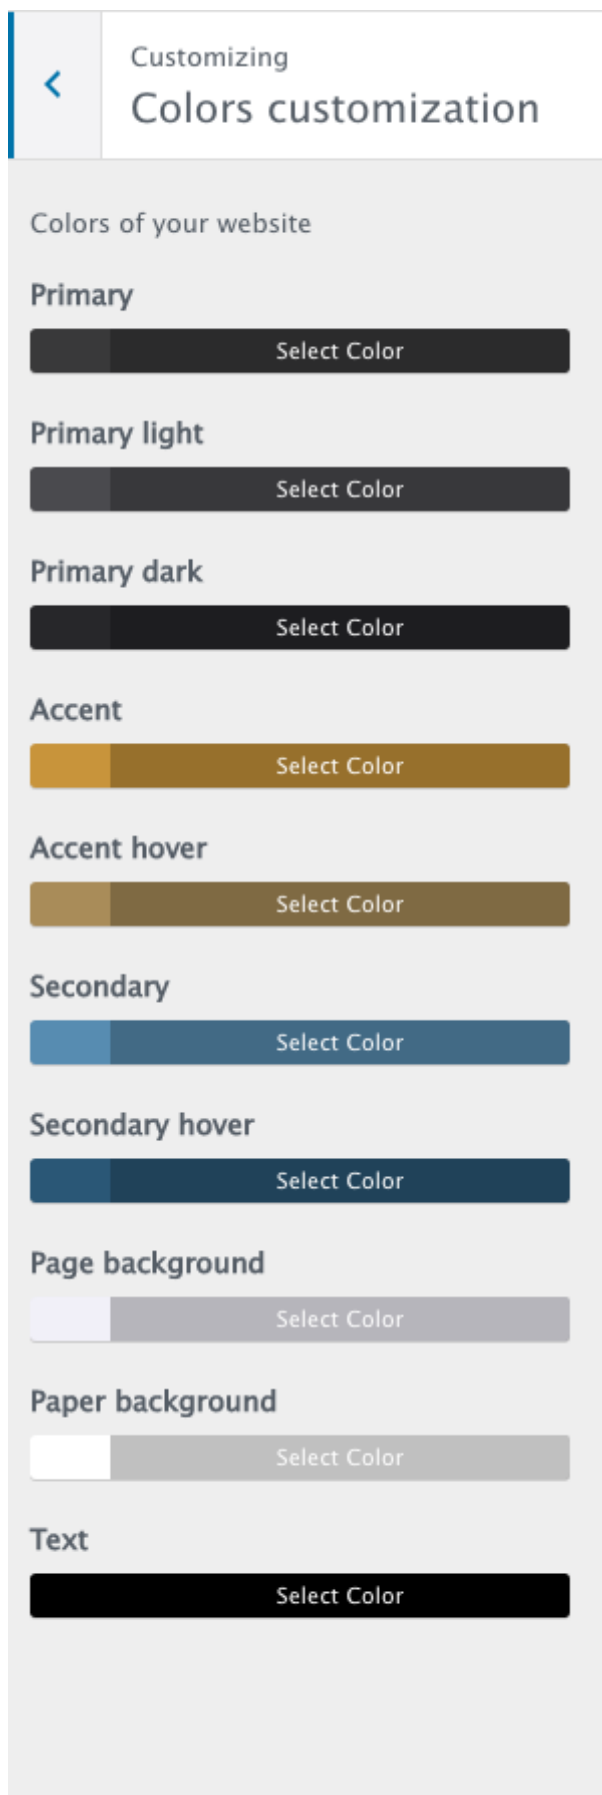 Customizing
Colors customization
Colors of your website
Primary
Select Color
Primary light
Select Color
Primary dark
Select Color
Accent
Select Color
Accent hover
Select Color
Secondary
Select Color
Secondary hover
Select Color
Page background
Select Color
Paper background
Select Color
Text
Select Color